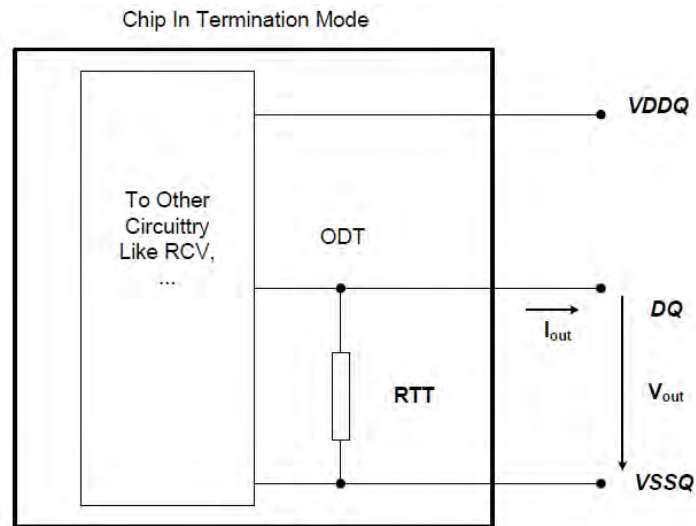 Chip In Termination Mode
VDDQ
To Other
Circuittry
Like RCV,
...
ODT
DQ
Iout
RTT
Vout
VSSQ